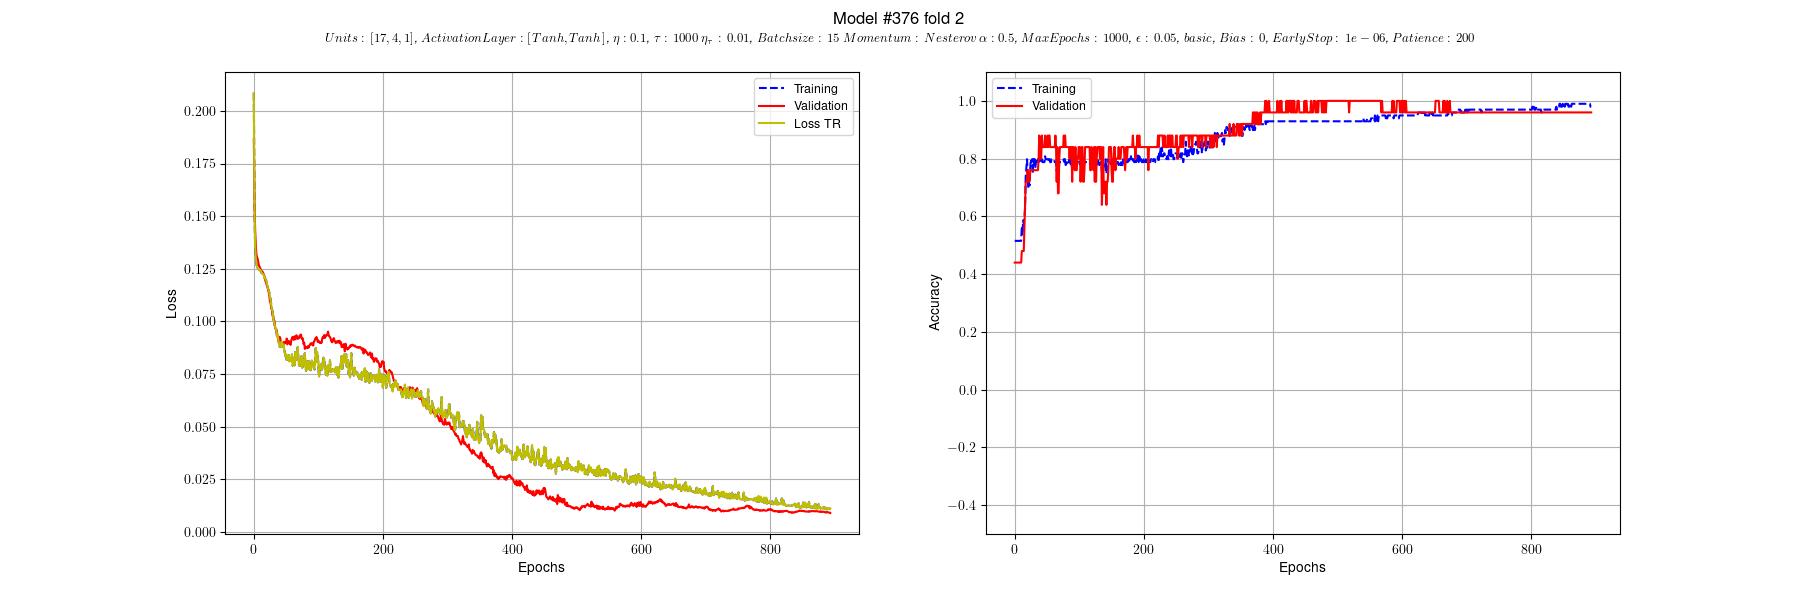 Model #376 fold 2
Units : [17, 4, 1], ActivationLayer : [Tanh, Tanh], η : 0.1, τ : 1000 ητ : 0.01, Batchsize : 15 Momentum : Nesterov α : 0.5, MaxEpochs : 1000, ϵ : 0.05, basic, Bias : 0, EarlyStop : 1e − 06, Patience : 200
Training
Validation
Loss TR
0.200
0.175
0.150
0.125
0.100
0.075
0.050
0.025
0.000
Loss
0 200 400 600 800
Epochs
Training
Validation
1.0
0.8
0.6
0.4
0.2
0.0
−0.2
−0.4
Accuracy
0 200 400 600 800
Epochs